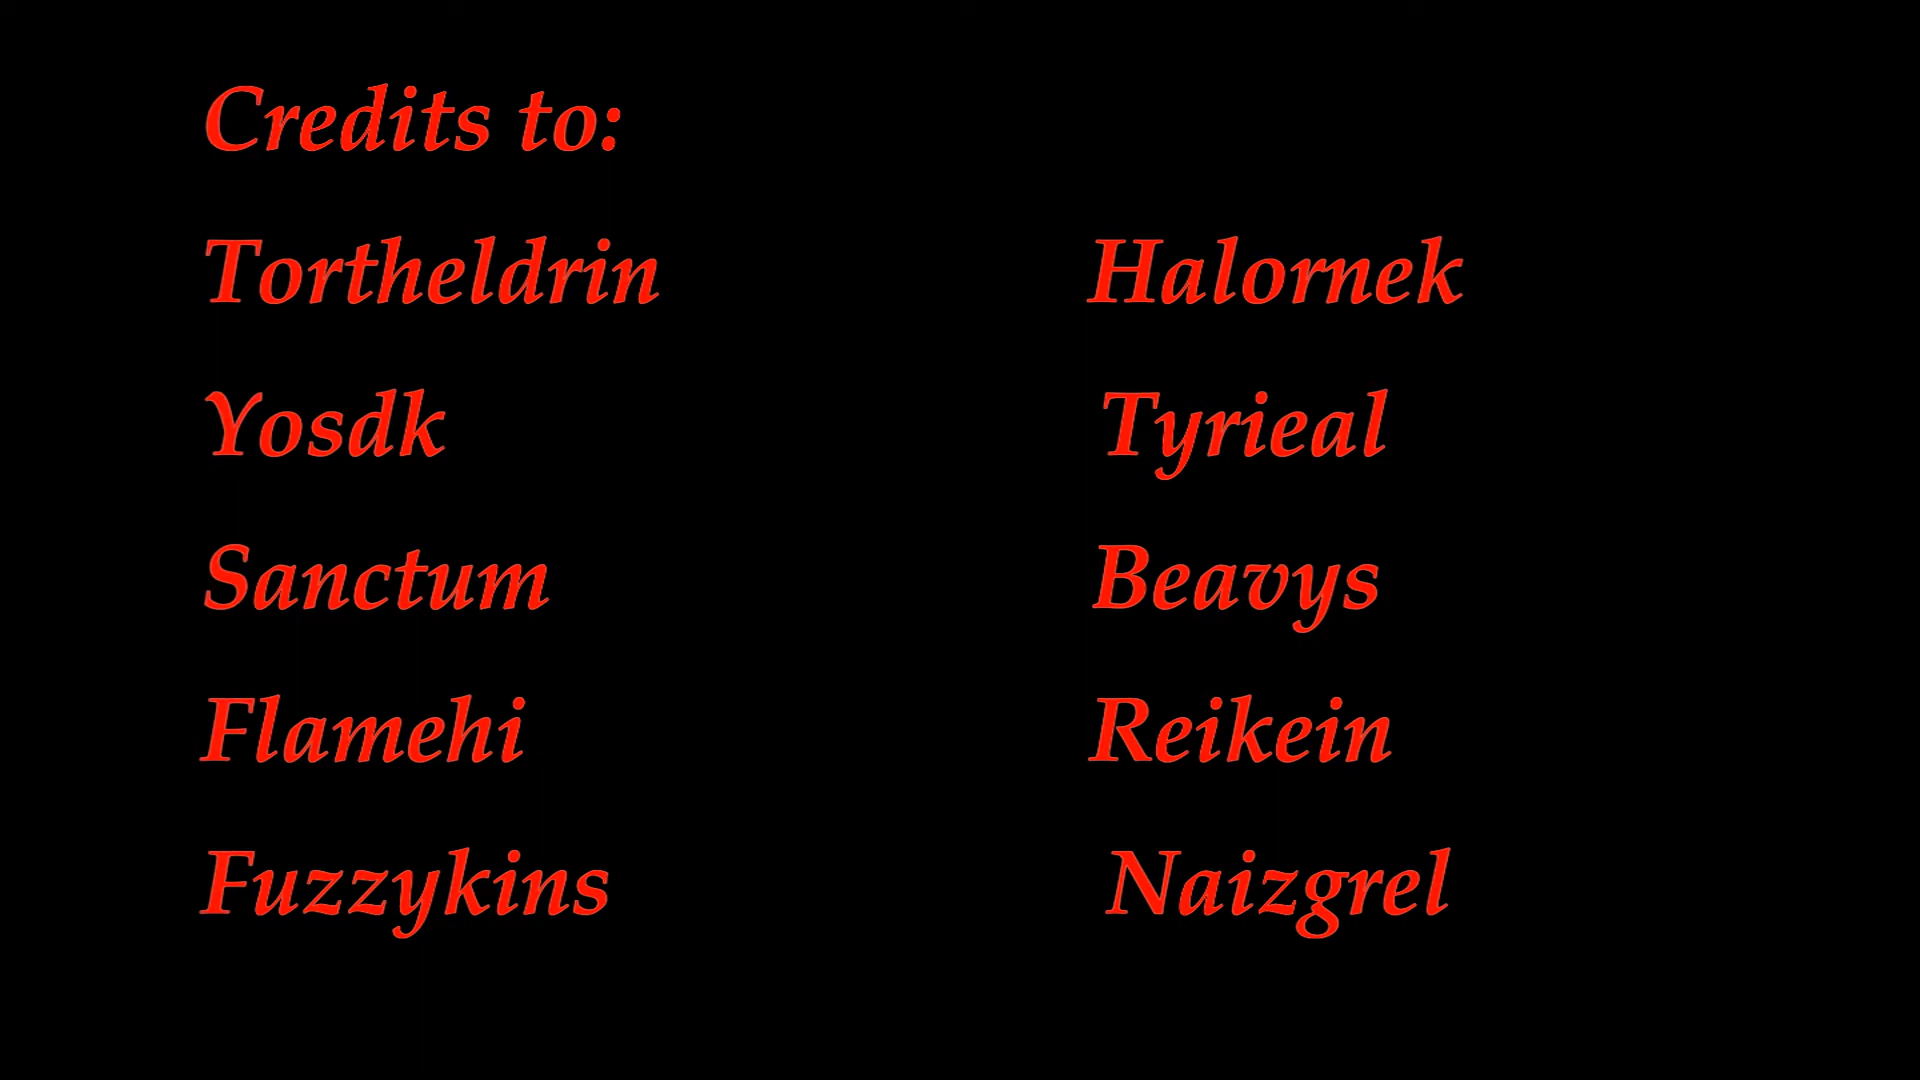 Credits to:
Tortheldrin
Yosdk
Sanctum
Flamehi
Fuzzykins
Halornek
Tyrieal
Beavys
Reikein
Naizgrel